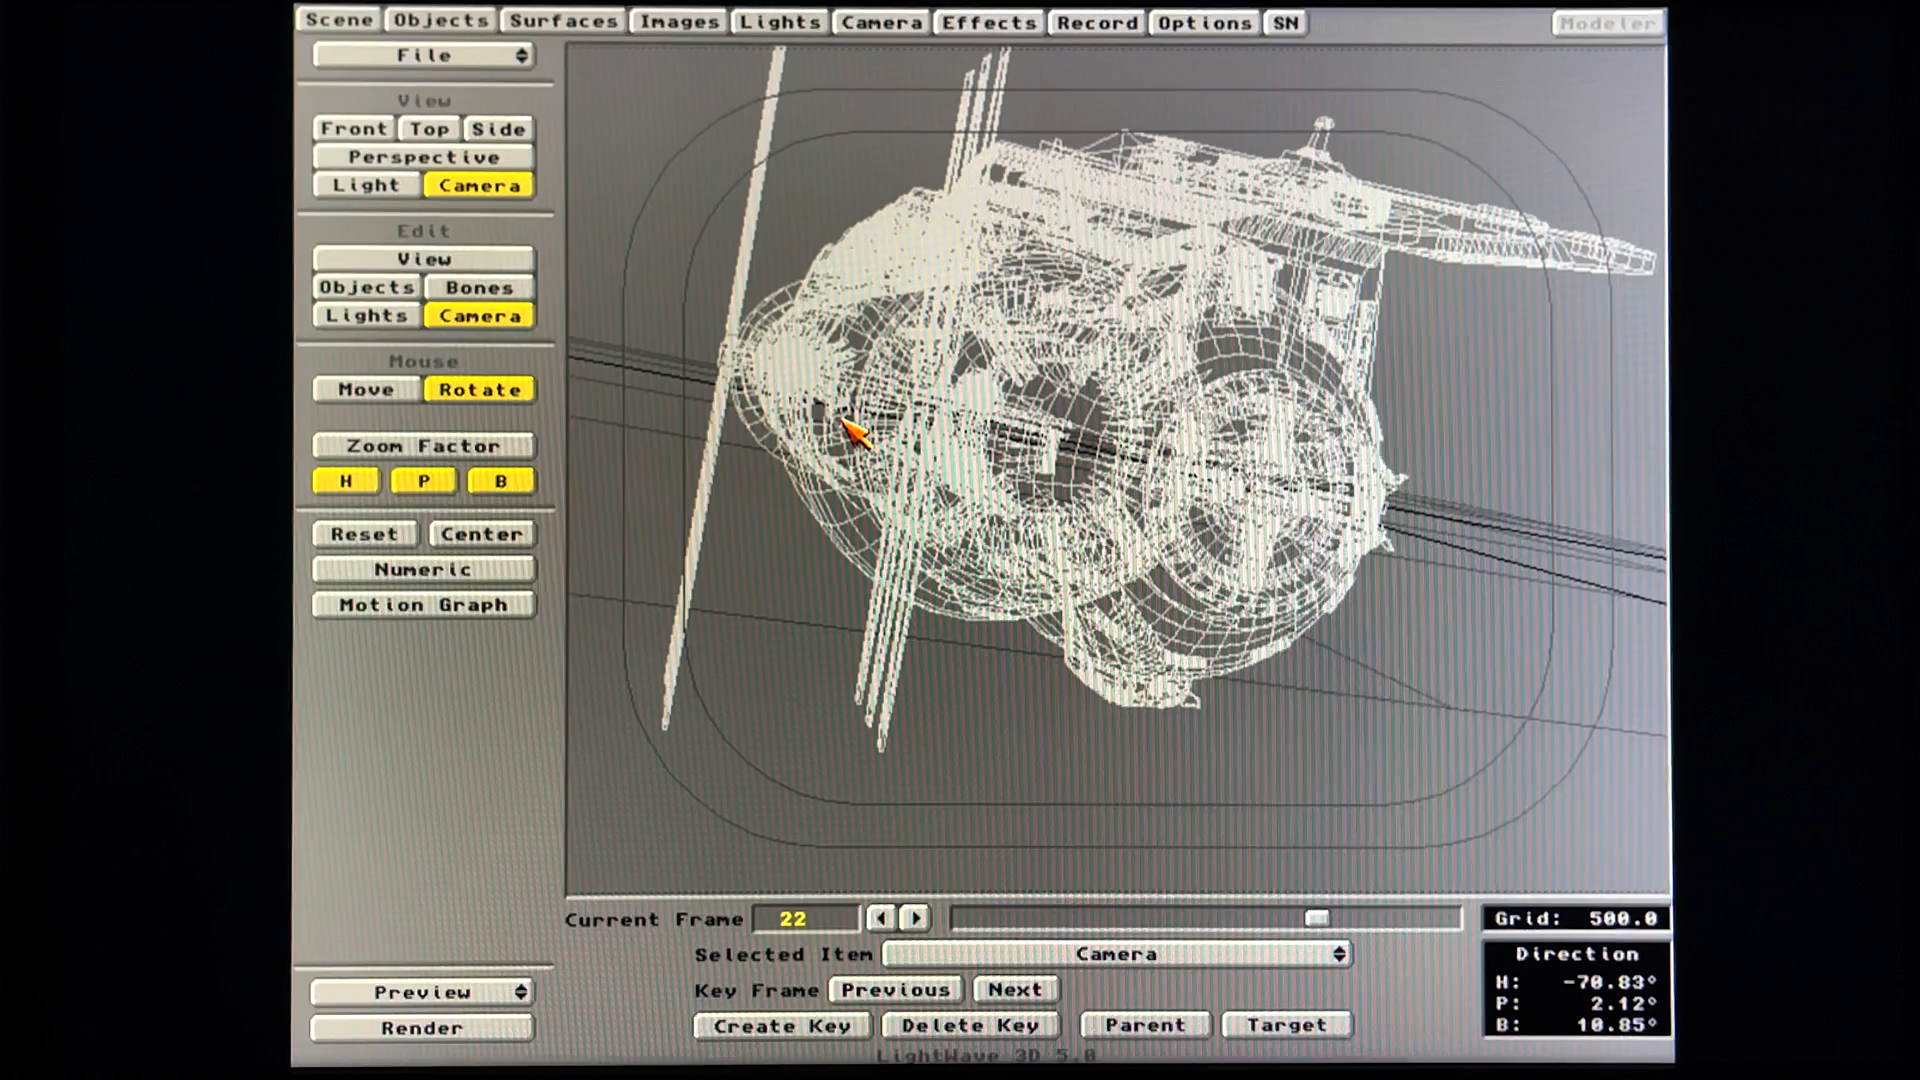 Scene Objects Surfaces Images Lights Camera Effects Record Options SN Modeler
File
View
Front Top Side
Perspective
Light Camera
Edit
View
Objects Bones
Lights Camera
Mouse
Move Rotate
Zoom Factor
H P B
Reset Center
Numeric
Motion Graph
Current Frame 22 Grid: 500.0
Selected Item Camera Direction
Preview Key Frame Previous Next H: -70.83°
P: 2.12°
Render Create Key Delete Key Parent Target B: 10.85°
LightWave 3D 5.0